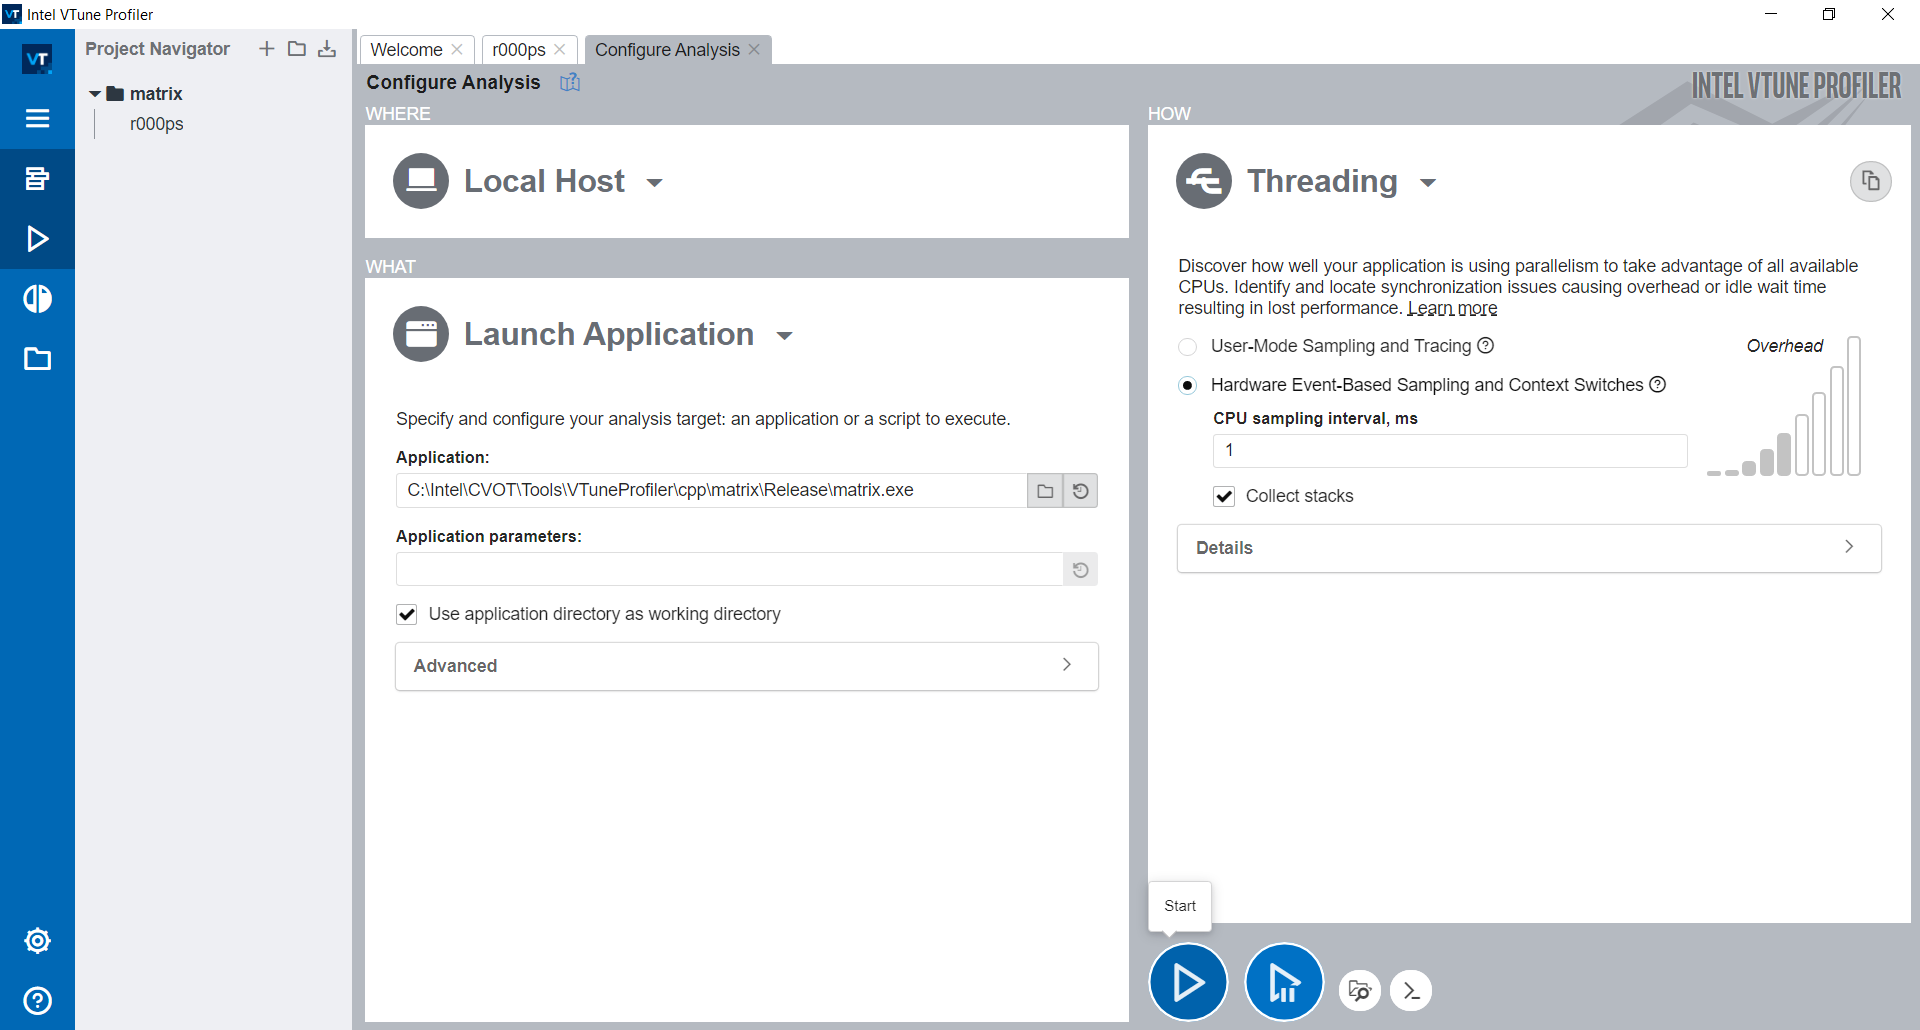 VT Intel VTune Profiler
VT
Project Navigator
matrix
r000ps
Welcome
r000ps
Configure Analysis
Configure Analysis
INTEL VTUNE PROFILER
WHERE
Local Host
WHAT
Launch Application
Specify and configure your analysis target: an application or a script to execute.
Application:
C:\Intel\CVOT\Tools\VTuneProfiler\cpp\matrix\Release\matrix.exe
Application parameters:
Use application directory as working directory
Advanced
HOW
Threading
Discover how well your application is using parallelism to take advantage of all available
CPUs. Identify and locate synchronization issues causing overhead or idle wait time
resulting in lost performance. Learn more
User-Mode Sampling and Tracing
Overhead
Hardware Event-Based Sampling and Context Switches
CPU sampling interval, ms
1
Collect stacks
Details
Start